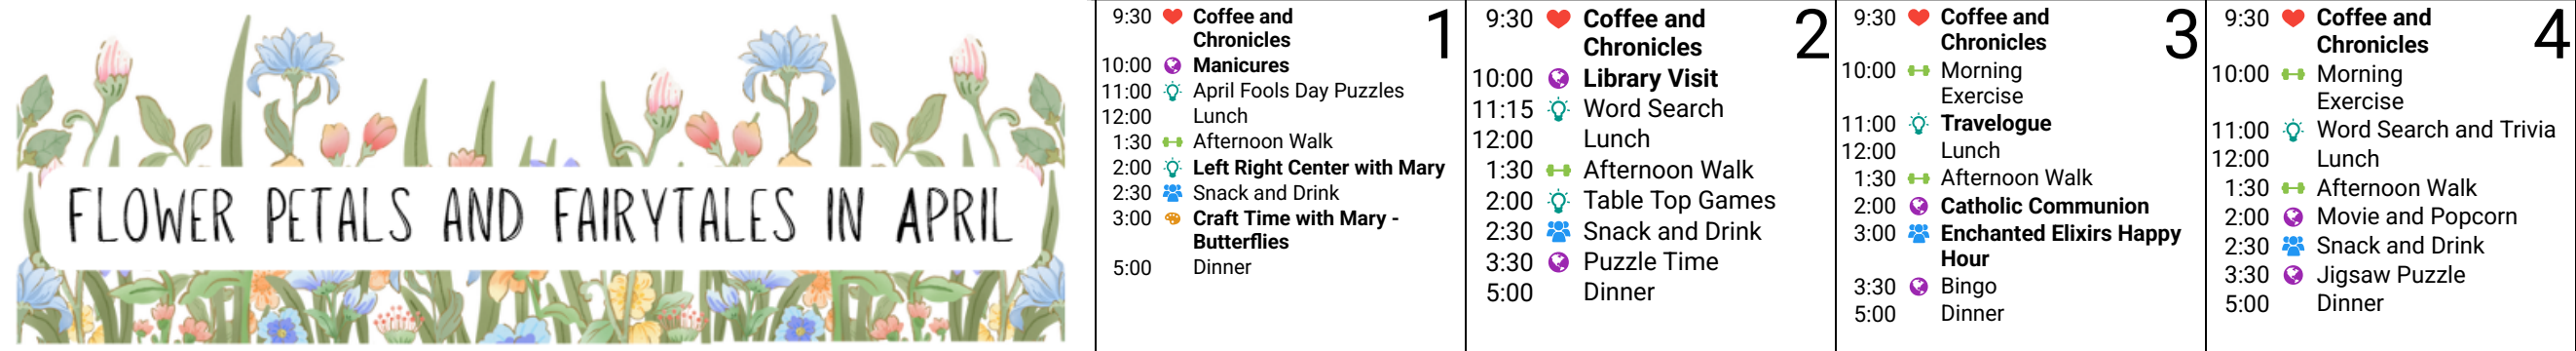 FLOWER PETALS AND FAIRYTALES IN APRIL
1
9:30 Coffee and
Chronicles
10:00 Manicures
11:00 April Fools Day Puzzles
12:00 Lunch
1:30 Afternoon Walk
2:00 Left Right Center with Mary
2:30 Snack and Drink
3:00 Craft Time with Mary -
Butterflies
5:00 Dinner
2
9:30 Coffee and
Chronicles
10:00 Library Visit
11:15 Word Search
12:00 Lunch
1:30 Afternoon Walk
2:00 Table Top Games
2:30 Snack and Drink
3:30 Puzzle Time
5:00 Dinner
3
9:30 Coffee and
Chronicles
10:00 Morning
Exercise
11:00 Travelogue
12:00 Lunch
1:30 Afternoon Walk
2:00 Catholic Communion
3:00 Enchanted Elixirs Happy
Hour
3:30 Bingo
5:00 Dinner
4
9:30 Coffee and
Chronicles
10:00 Morning
Exercise
11:00 Word Search and Trivia
12:00 Lunch
1:30 Afternoon Walk
2:00 Movie and Popcorn
2:30 Snack and Drink
3:30 Jigsaw Puzzle
5:00 Dinner